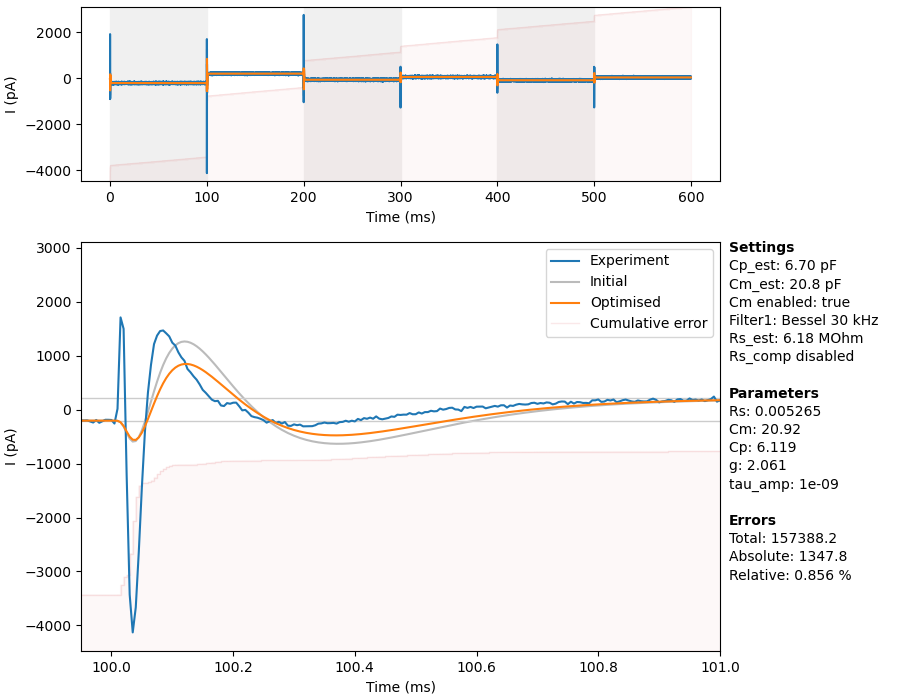 2000
0
−2000
−4000
I (pA)
0 100 200 300 400 500 600
Time (ms)
3000
2000
1000
0
−1000
−2000
−3000
−4000
I (pA)
100.0 100.2 100.4 100.6 100.8 101.0
Time (ms)
Experiment
Initial
Optimised
Cumulative error
Settings
Cp_est: 6.70 pF
Cm_est: 20.8 pF
Cm enabled: true
Filter1: Bessel 30 kHz
Rs_est: 6.18 MOhm
Rs_comp disabled
Parameters
Rs: 0.005265
Cm: 20.92
Cp: 6.119
g: 2.061
tau_amp: 1e-09
Errors
Total: 157388.2
Absolute: 1347.8
Relative: 0.856 %